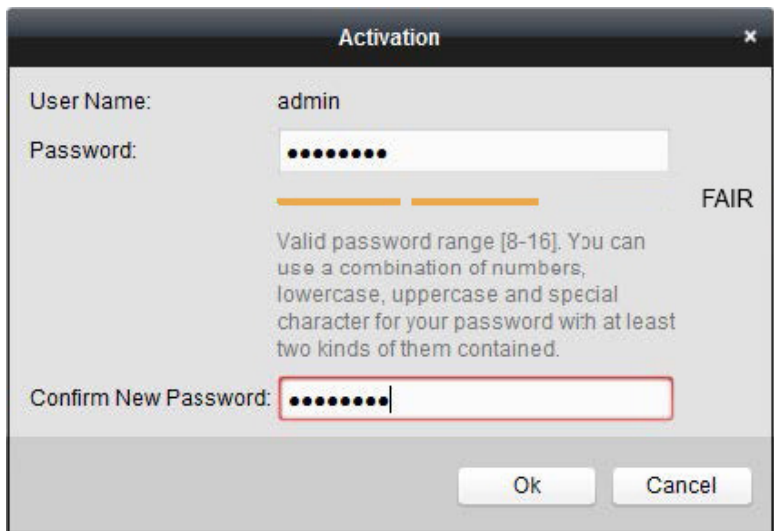 Activation
User Name: admin
Password: ••••••••
FAIR
Valid password range [8-16]. You can
use a combination of numbers,
lowercase, uppercase and special
character for your password with at least
two kinds of them contained.
Confirm New Password: ••••••••
Ok Cancel